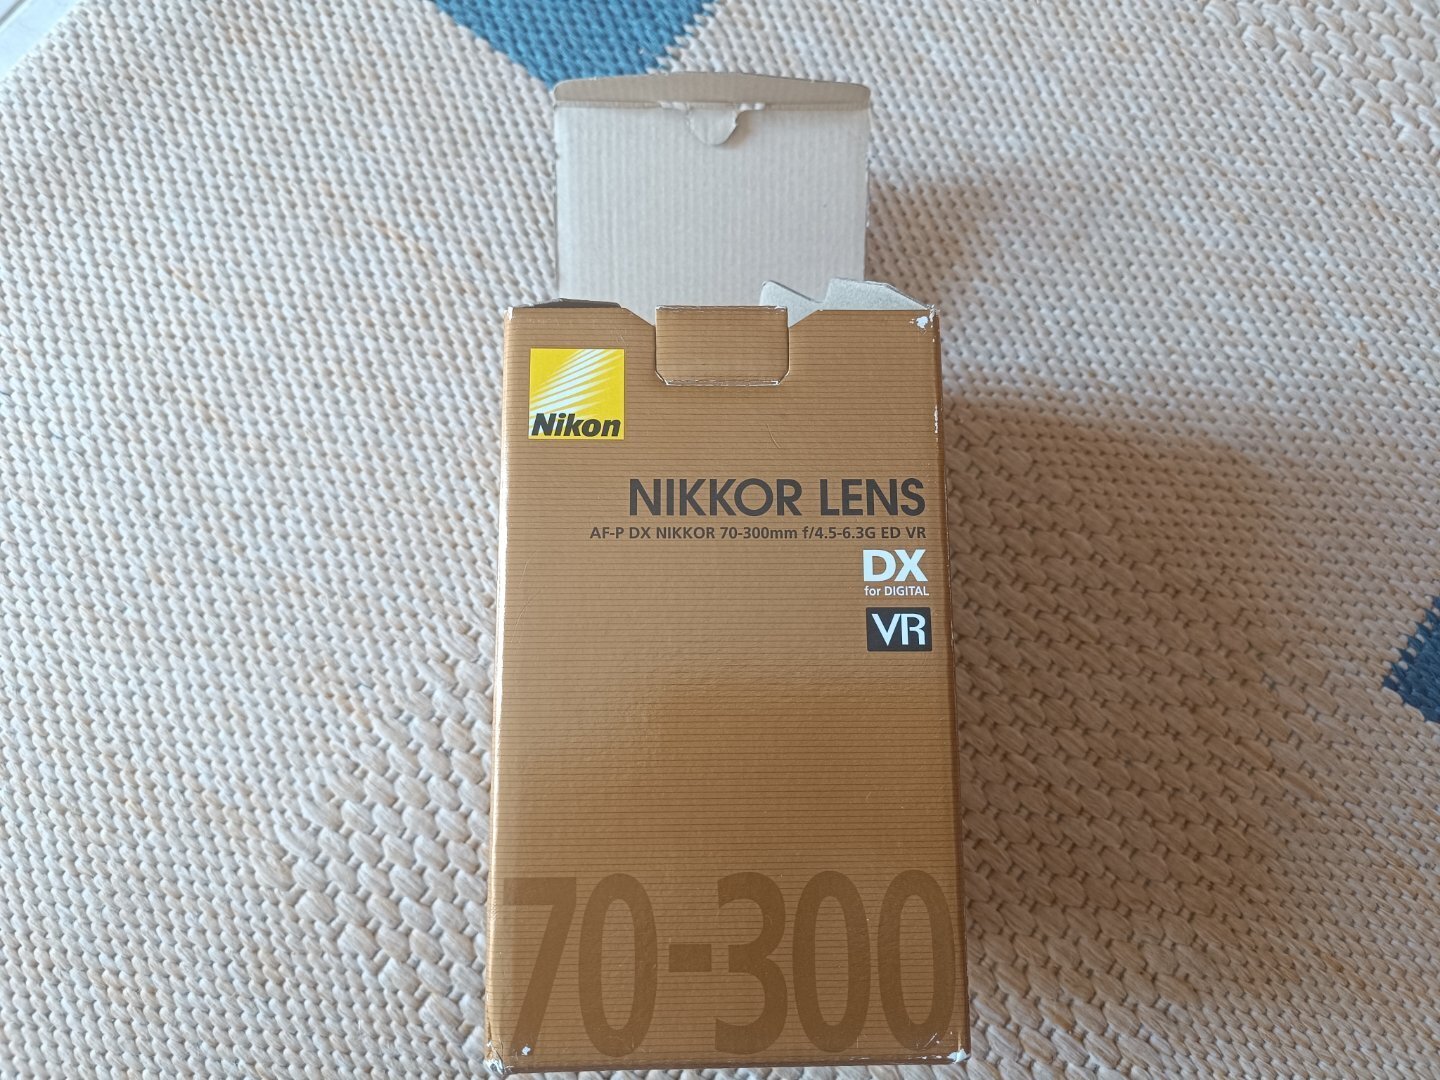 Nikon
NIKKOR LENS
AF-P DX NIKKOR 70-300mm f/4.5-6.3G ED VR
DX
for DIGITAL
VR
70-300